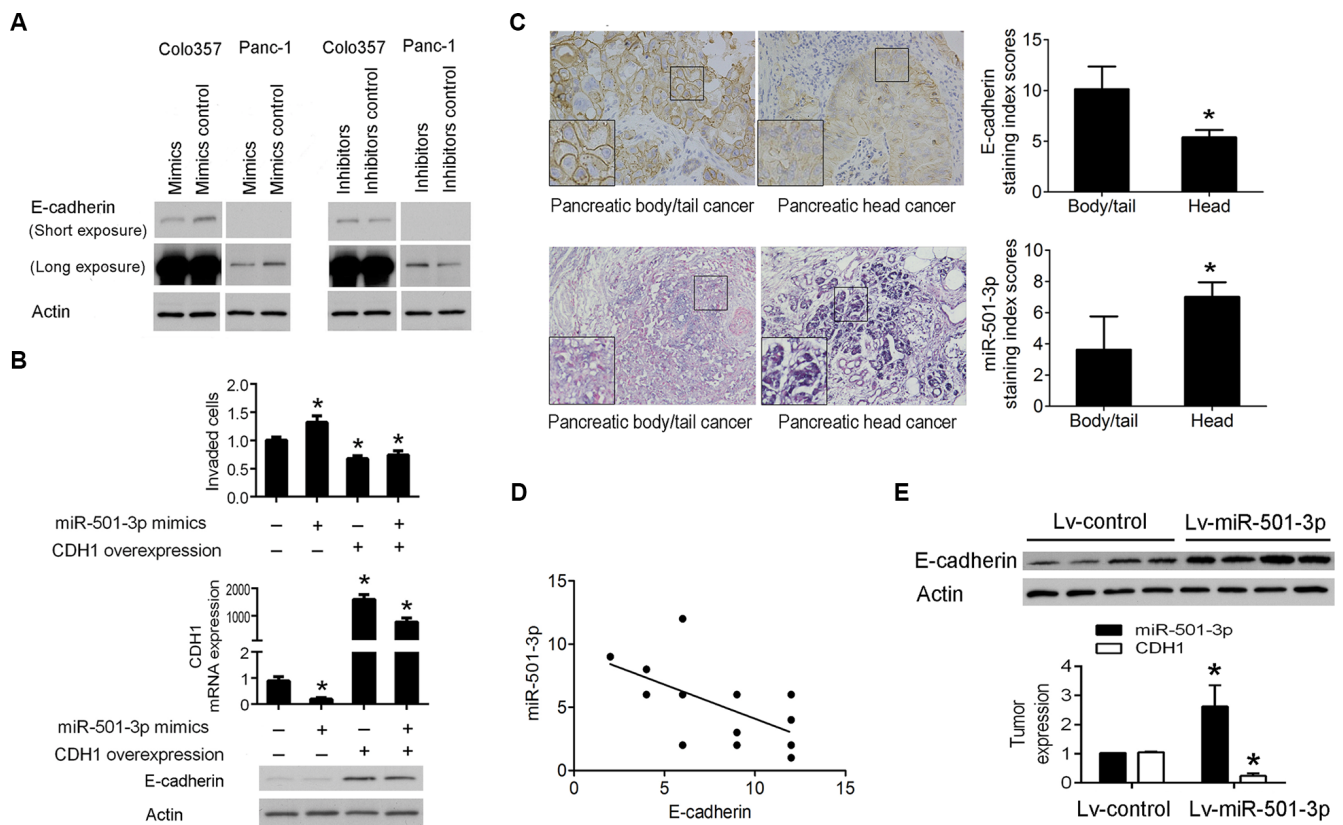 A
Colo357 Panc-1 Colo357 Panc-1
Mimics
Mimics control
Mimics
Mimics control
Inhibitors
Inhibitors control
Inhibitors
Inhibitors control
E-cadherin
(Short exposure)
(Long exposure)
Actin
B
Invaded cells
2.0
1.5
1.0
0.5
0.0
* * *
miR-501-3p mimics − + − +
CDH1 overexpression − − + +
CDH1
mRNA expression
2000
1000
2
1
0
* * *
miR-501-3p mimics − + − +
CDH1 overexpression − − + +
E-cadherin
Actin
C
Pancreatic body/tail cancer Pancreatic head cancer
E-cadherin
staining index scores
15
10
5
0
*
Body/tail Head
Pancreatic body/tail cancer Pancreatic head cancer
miR-501-3p
staining index scores
10
8
6
4
2
0
*
Body/tail Head
D
miR-501-3p
15
10
5
0
0 5 10 15
E-cadherin
E
Lv-control Lv-miR-501-3p
E-cadherin
Actin
miR-501-3p
CDH1
Tumor
expression
4
3
2
1
0
* *
Lv-control Lv-miR-501-3p